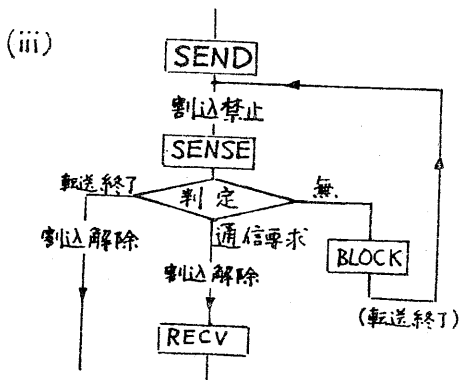 (iii)
SEND
割込禁止
SENSE
転送終了
判定
無
割込解除
通信要求
BLOCK
割込解除
(転送終了)
RECV